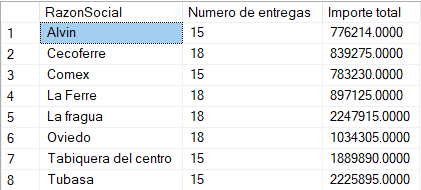 RazonSocial Numero de entregas Importe total
1 Alvin 15 776214.0000
2 Cecoferre 18 839275.0000
3 Comex 15 783230.0000
4 La Ferre 18 897125.0000
5 La fragua 18 2247915.0000
6 Oviedo 18 1034305.0000
7 Tabiquera del centro 15 1889890.0000
8 Tubasa 15 2225895.0000